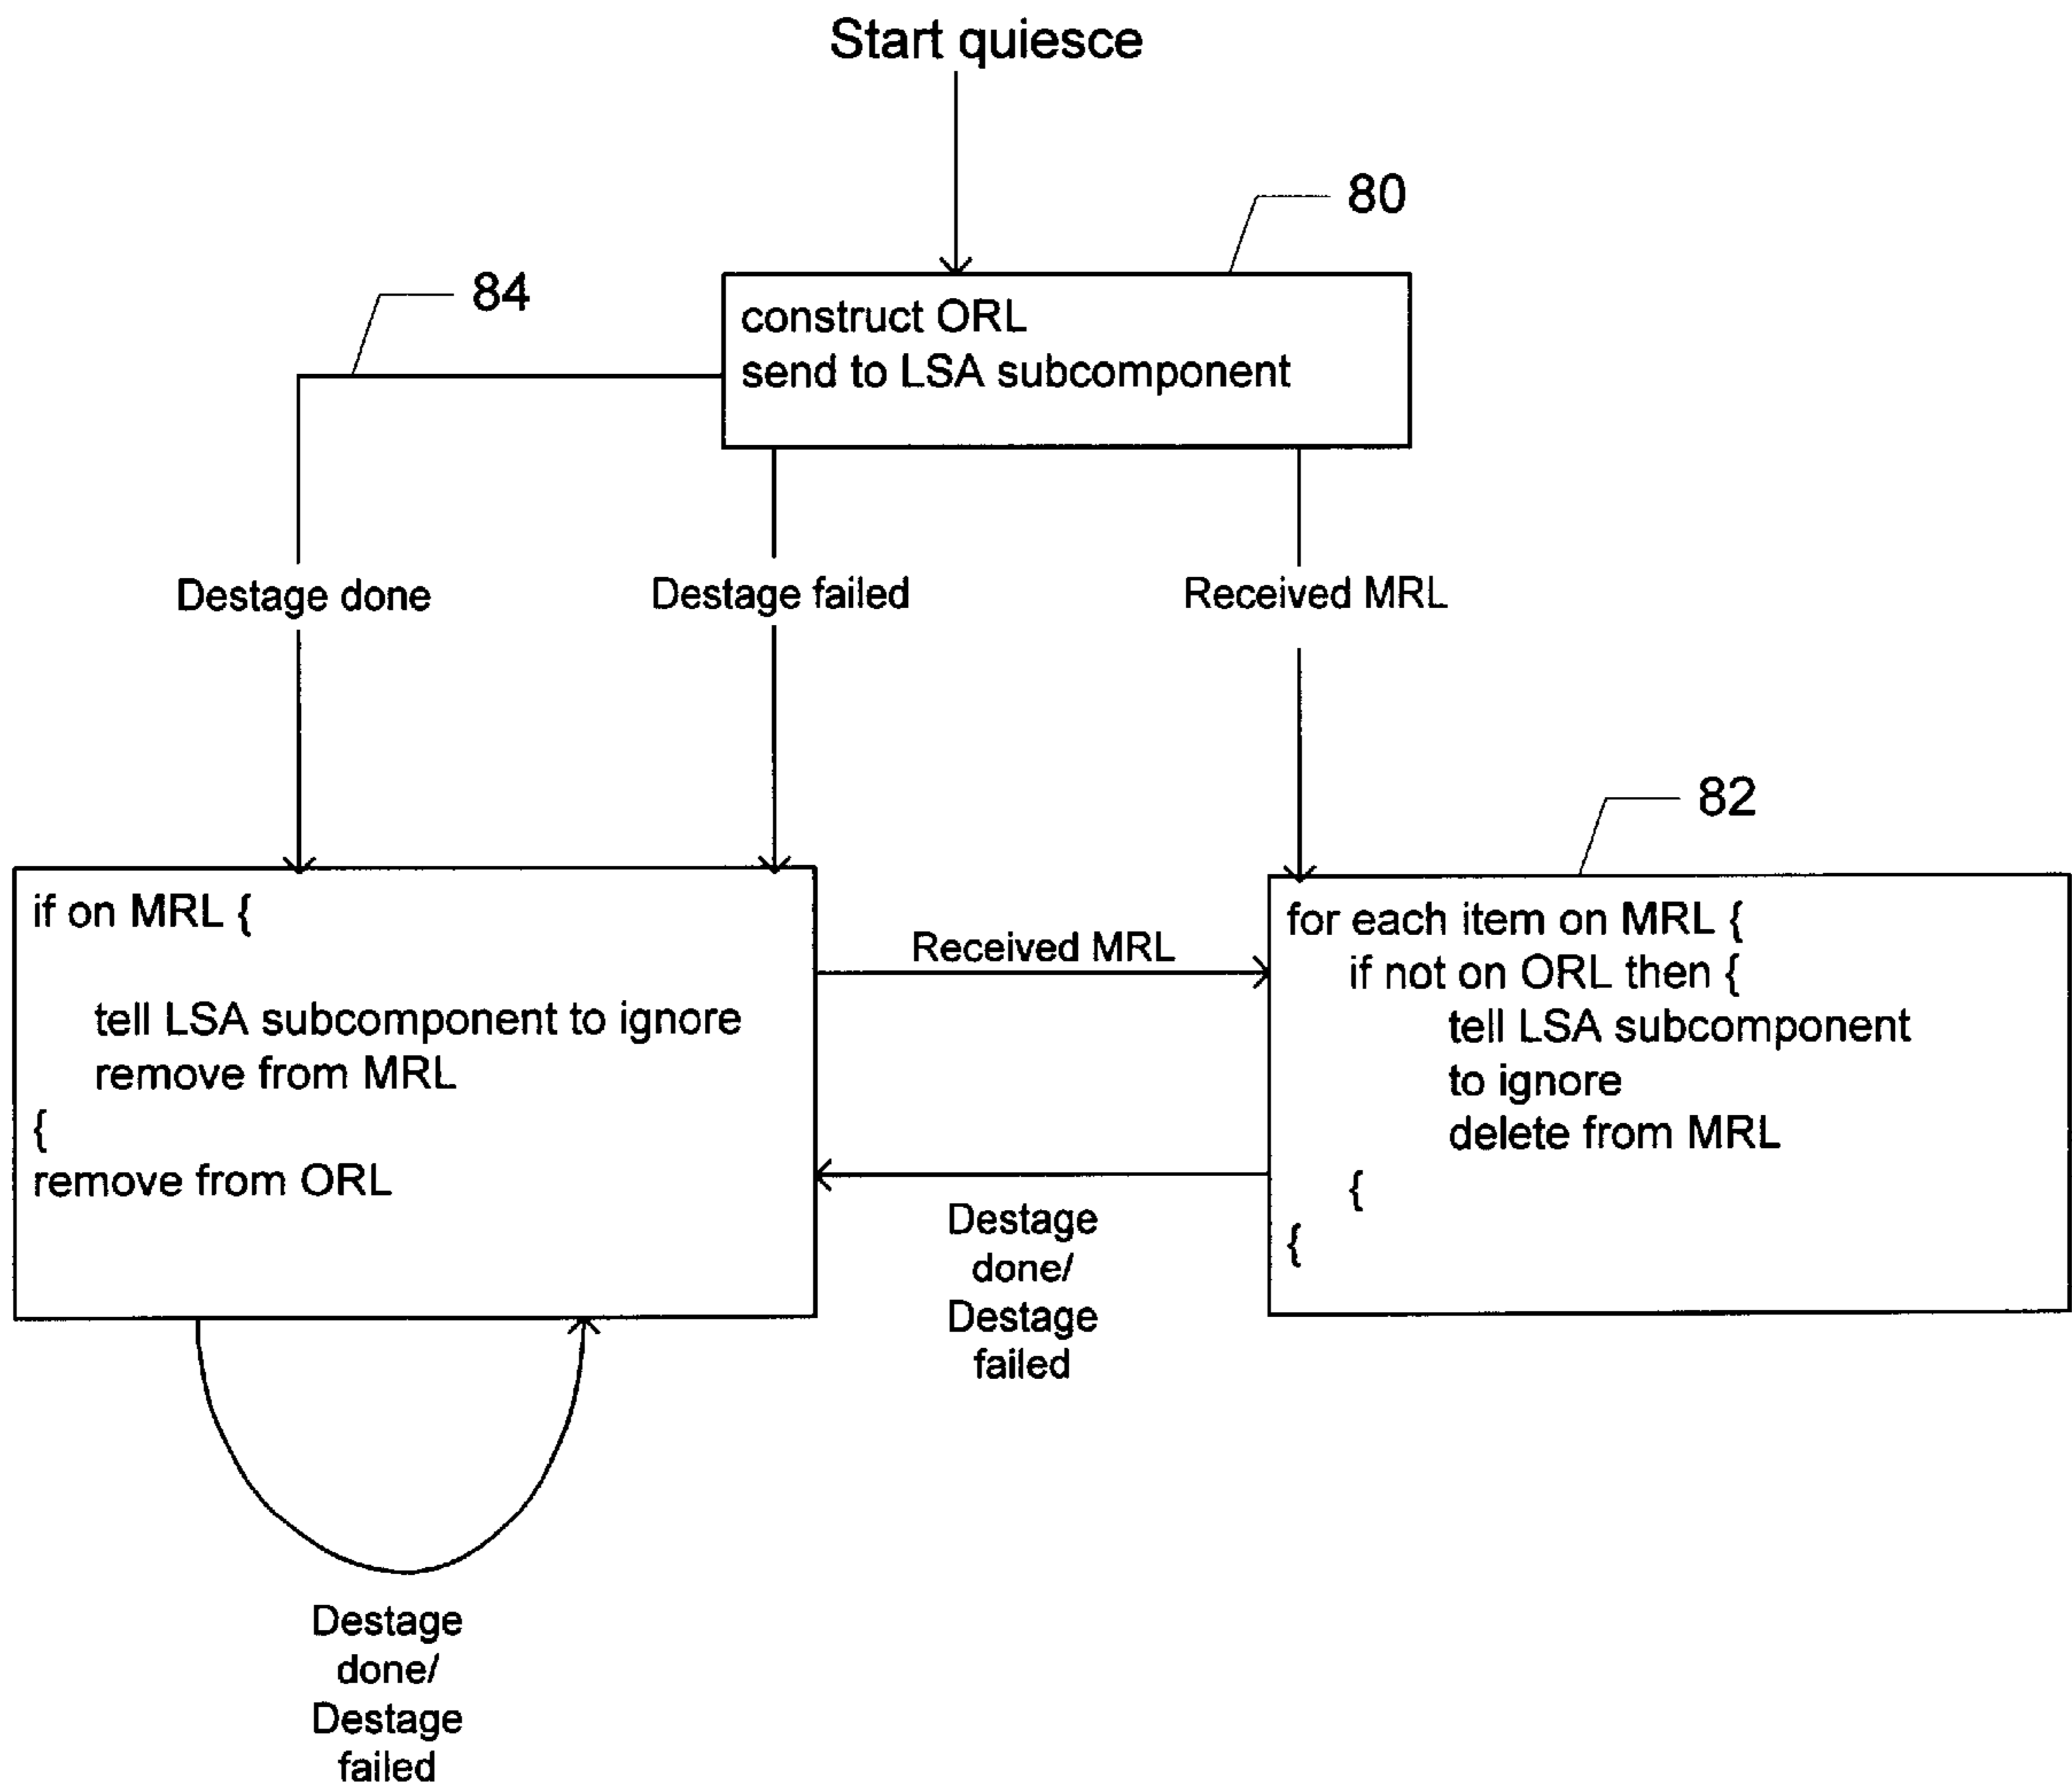 Start quiesce
80
84
construct ORL
send to LSA subcomponent
Destage done
Destage failed
Received MRL
82
if on MRL {
tell LSA subcomponent to ignore
remove from MRL
{
remove from ORL
Received MRL
Destage
done/
Destage
failed
for each item on MRL {
if not on ORL then {
tell LSA subcomponent
to ignore
delete from MRL
{
{
Destage
done/
Destage
failed